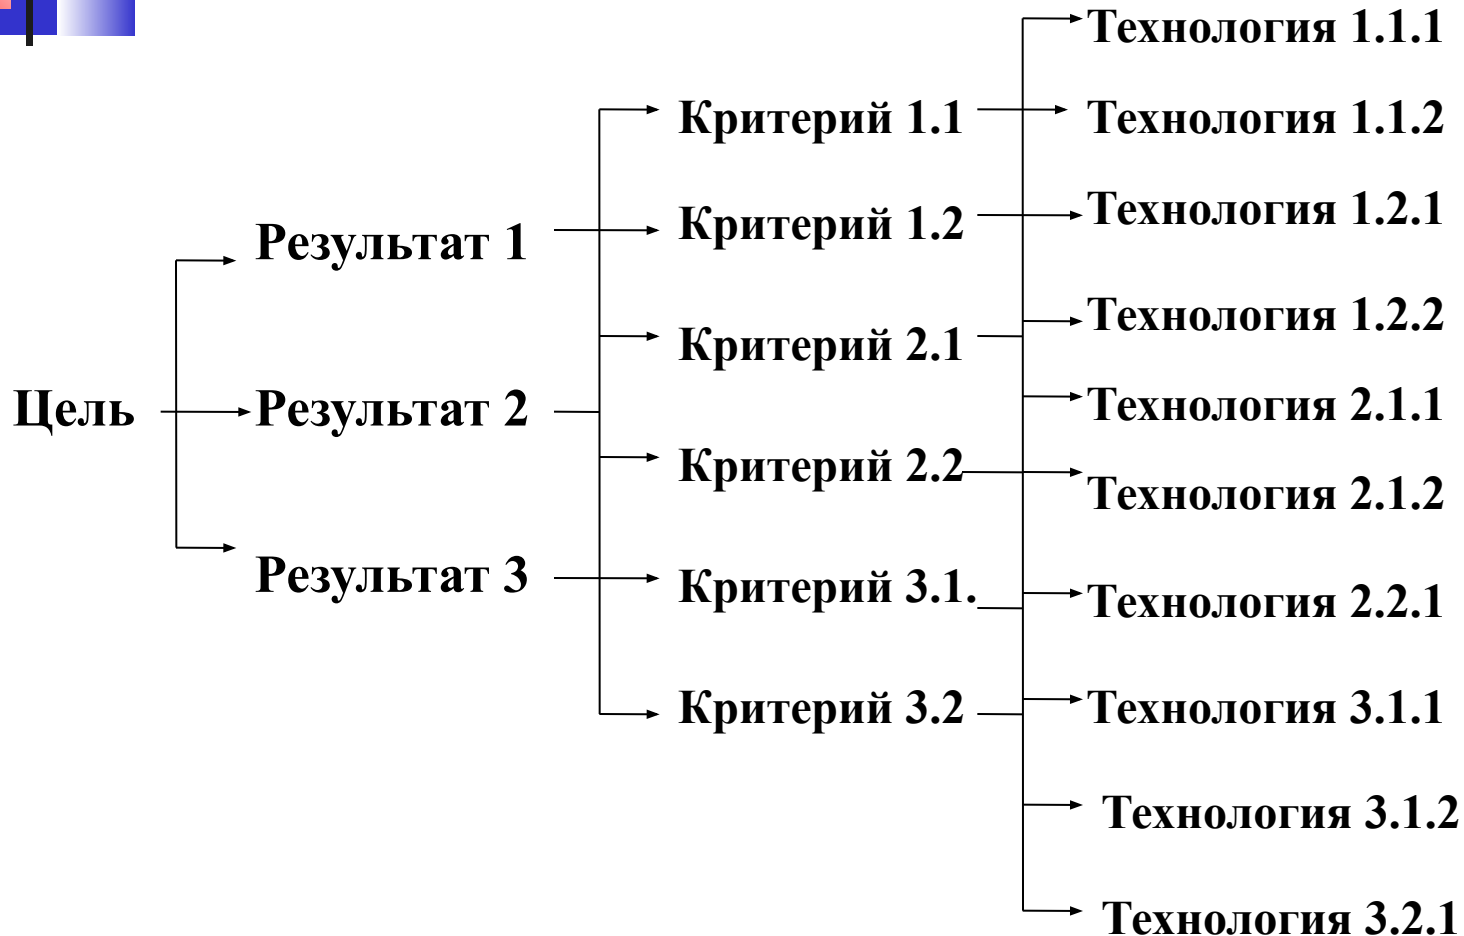 Цель
Результат 1
Результат 2
Результат 3
Критерий 1.1
Критерий 1.2
Критерий 2.1
Критерий 2.2
Критерий 3.1.
Критерий 3.2
Технология 1.1.1
Технология 1.1.2
Технология 1.2.1
Технология 1.2.2
Технология 2.1.1
Технология 2.1.2
Технология 2.2.1
Технология 3.1.1
Технология 3.1.2
Технология 3.2.1